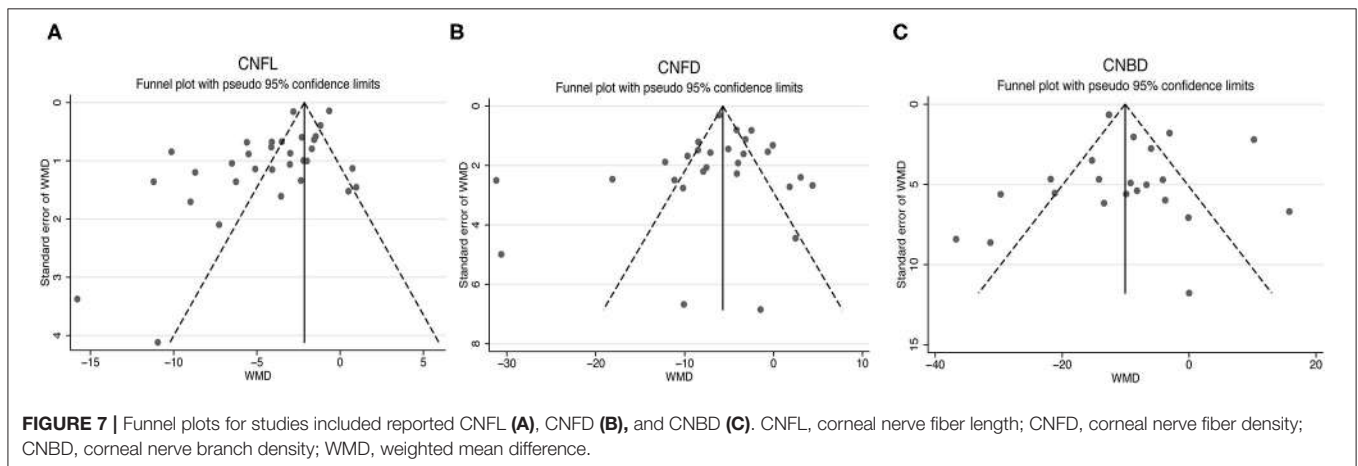 A
CNFL
Funnel plot with pseudo 95% confidence limits
Standard error of WMD
0
1
2
3
4
-15
-10
-5
0
5
WMD
B
CNFD
Funnel plot with pseudo 95% confidence limits
Standard error of WMD
0
2
4
6
8
-30
-20
-10
0
10
WMD
C
CNBD
Funnel plot with pseudo 95% confidence limits
Standard error of WMD
0
5
10
15
-40
-20
0
20
WMD
FIGURE 7 | Funnel plots for studies included reported CNFL (A), CNFD (B), and CNBD (C). CNFL, corneal nerve fiber length; CNFD, corneal nerve fiber density;
CNBD, corneal nerve branch density; WMD, weighted mean difference.